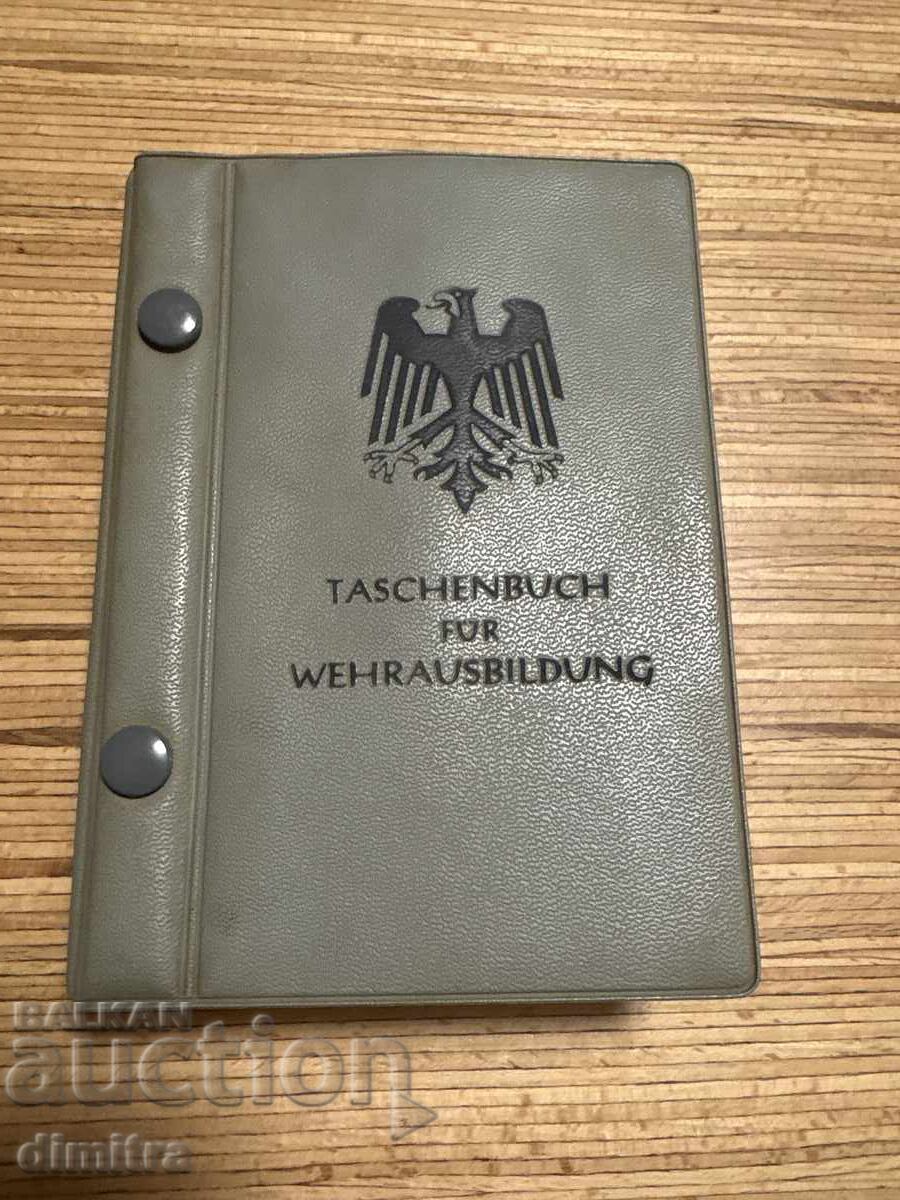 TASCHENBUCH
FÜR
WEHRAUSBILDUNG
BALKAN
auction
dimitra